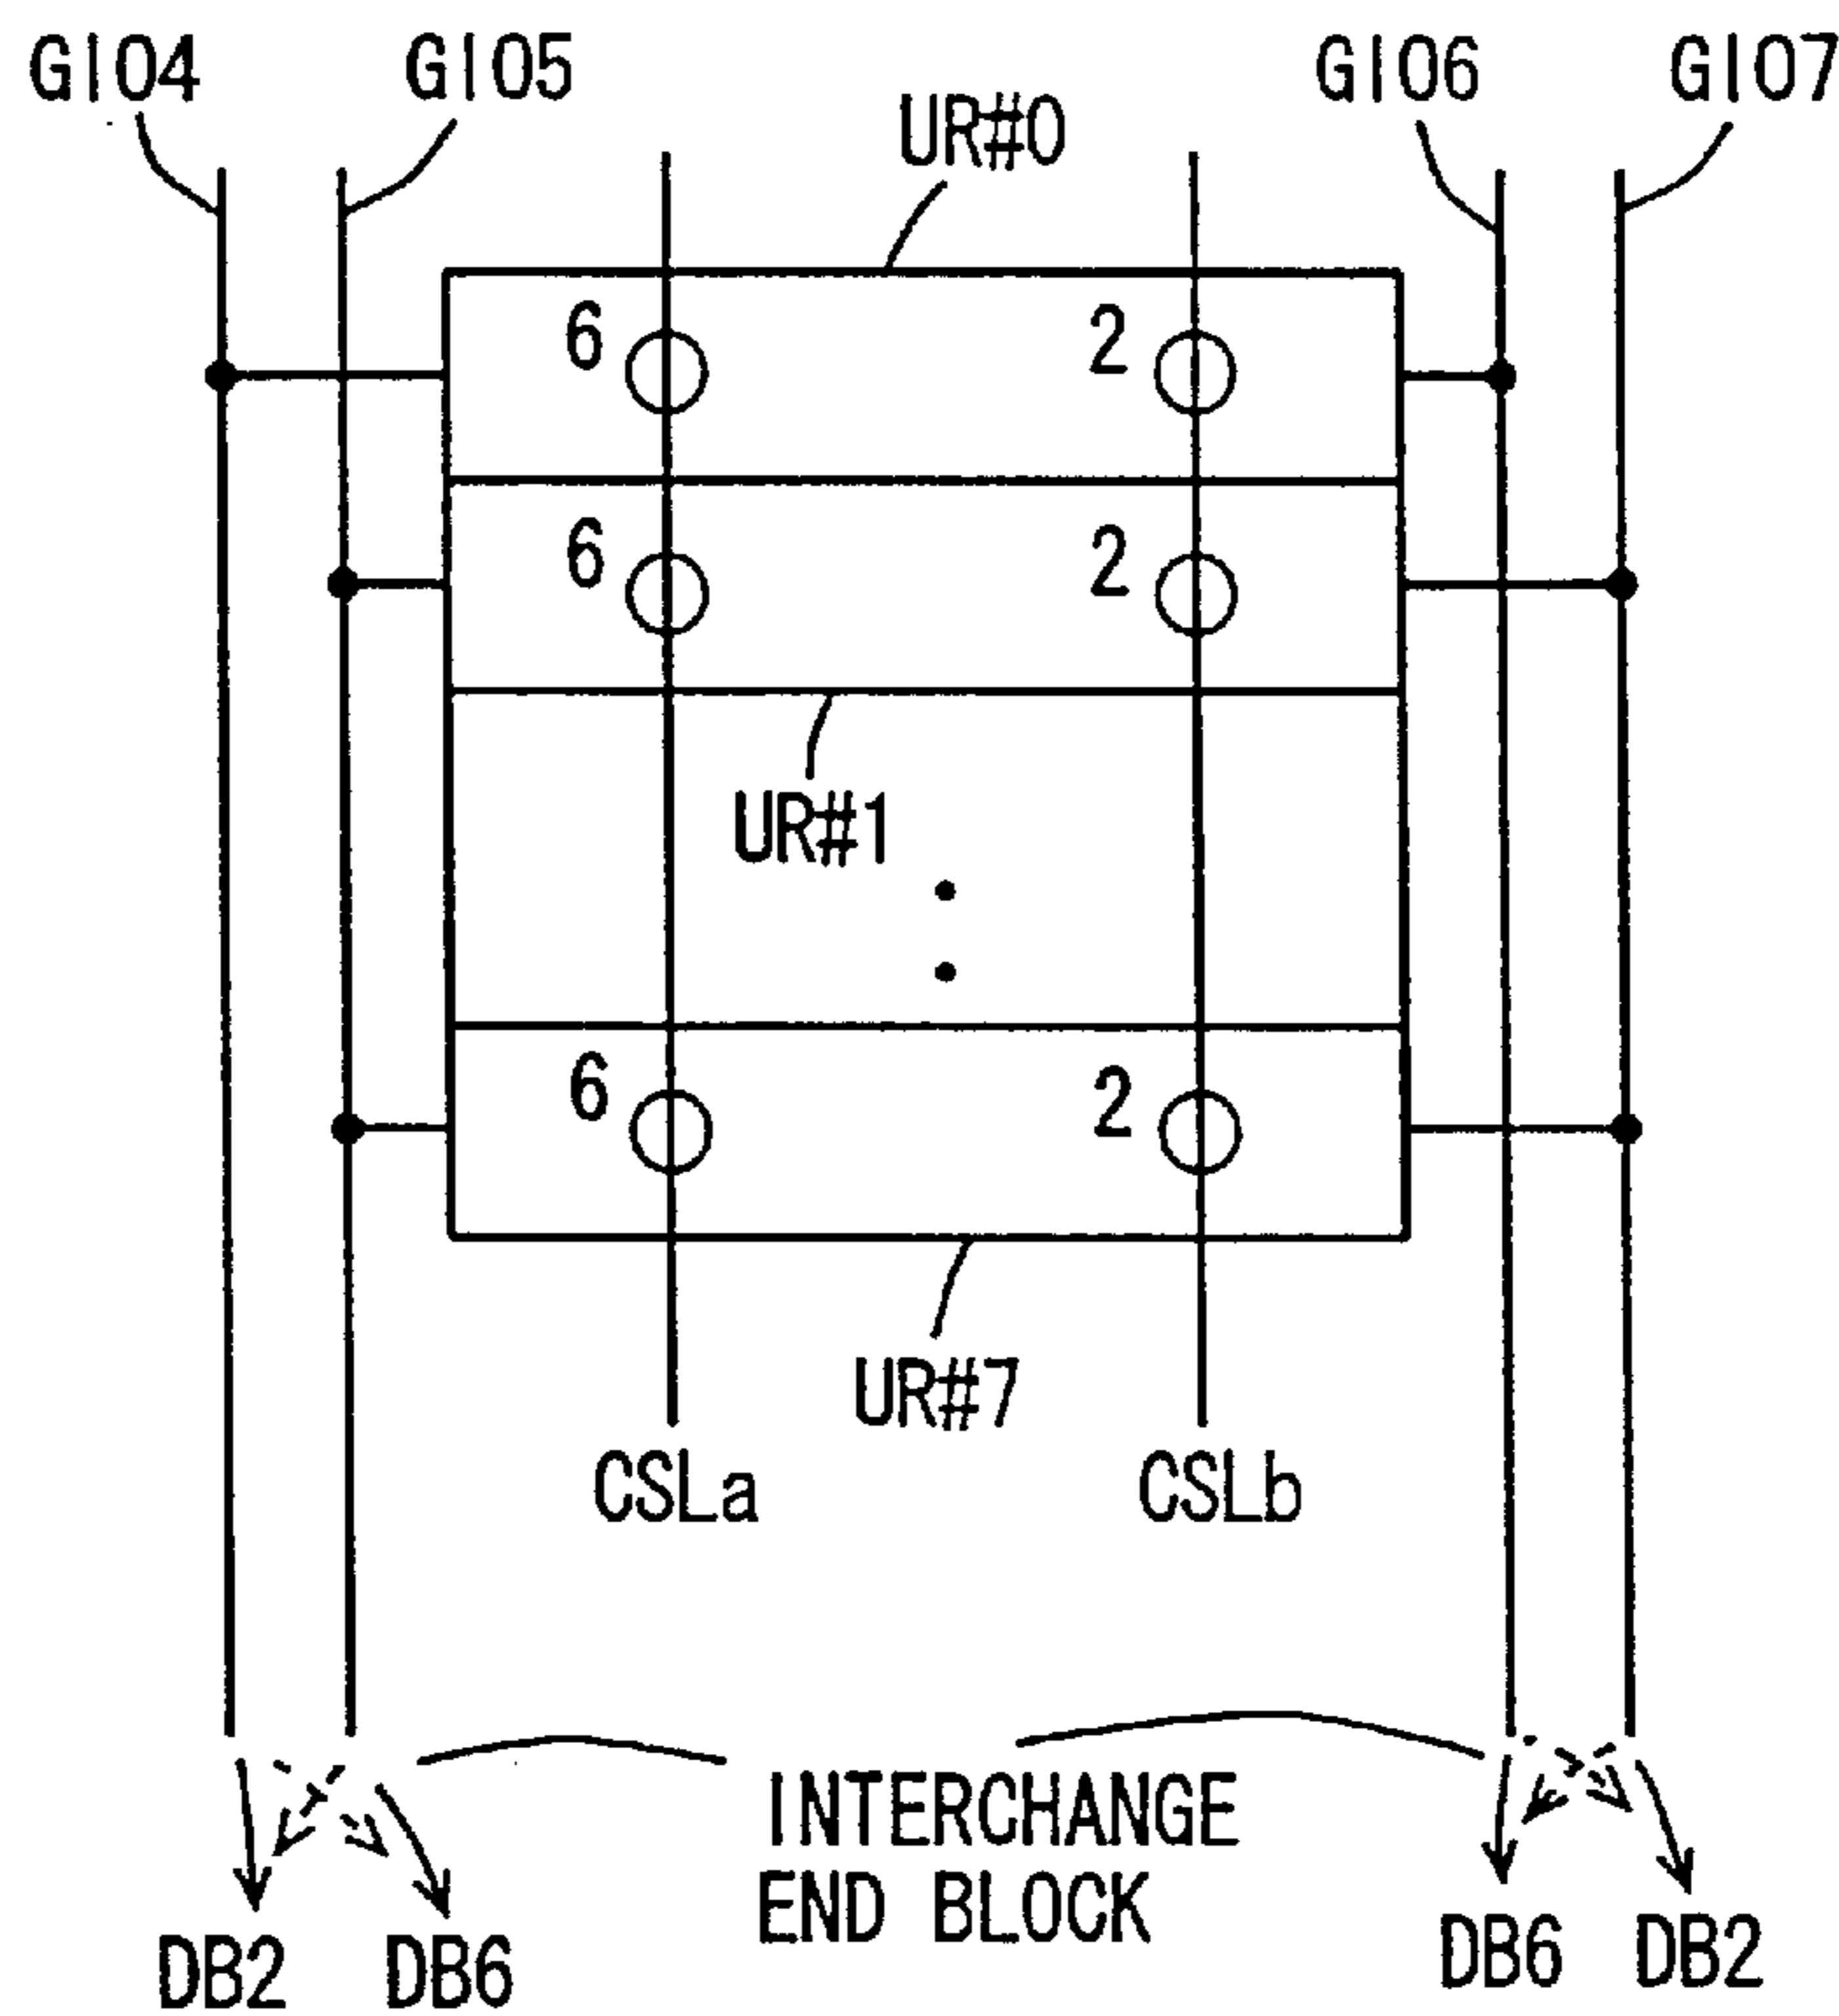 GIO4 GIO5 GIO6 GIO7
UR#0
6 2
6 2
UR#1
6 2
UR#7
CSLa CSLb
INTERCHANGE
END BLOCK
DB2 DB6 DB6 DB2